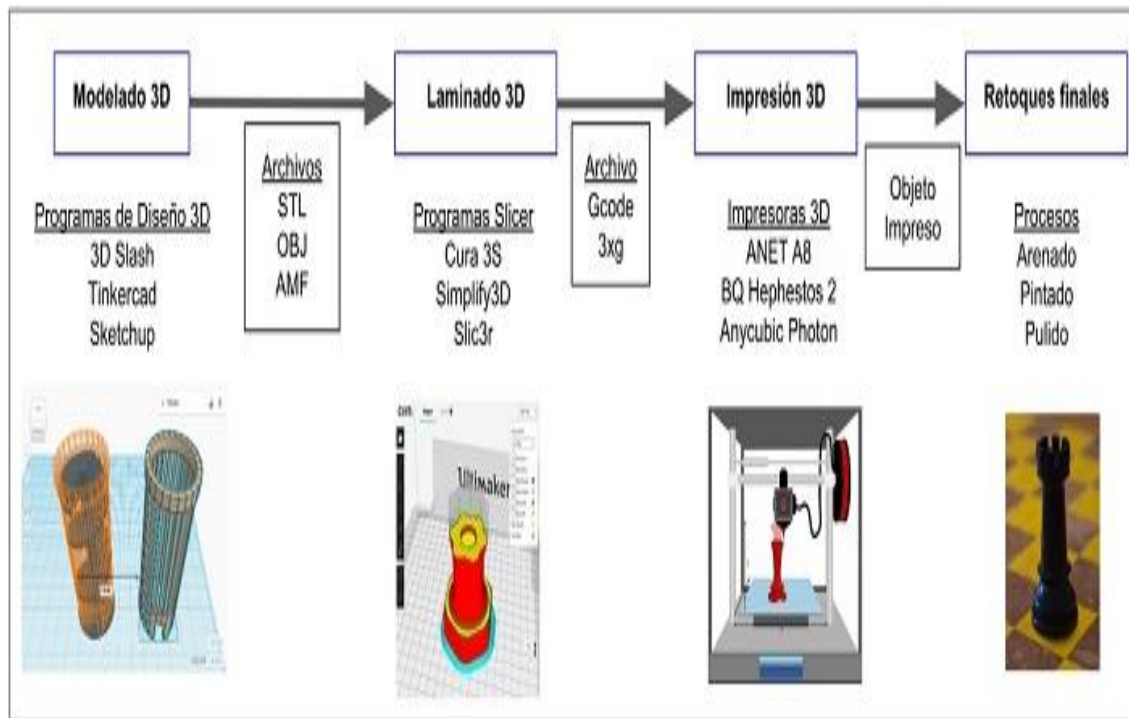 Modelado 3D
Laminado 3D
Impresión 3D
Retoques finales
Archivos
STL
OBJ
AMF
Archivo
Gcode
3xg
Objeto
Impreso
Programas de Diseño 3D
3D Slash
Tinkercad
Sketchup
Programas Slicer
Cura 3S
Simplify3D
Slic3r
Impresoras 3D
ANET A8
BQ Hephestos 2
Anycubic Photon
Procesos
Arenado
Pintado
Pulido
Ultimaker